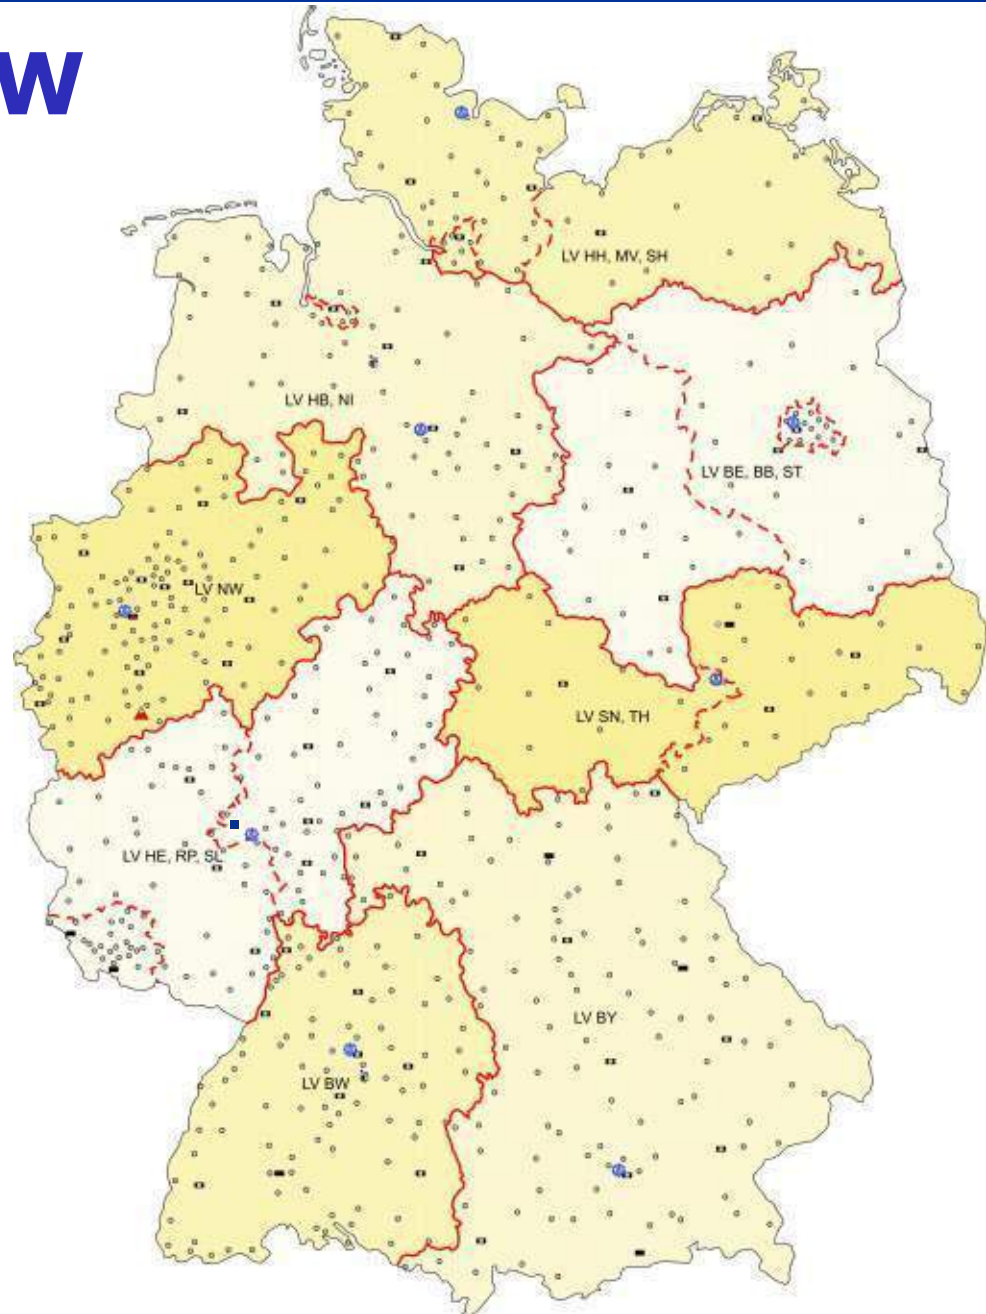 w
LV HH, MV, SH
LV HB, NI
LV BE, BB, ST
LV NW
LV SN, TH
LV HE, RP, SL
LV BY
LV BW